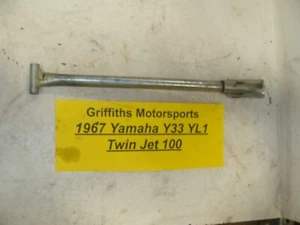 Griffiths Motorsports
1967 Yamaha Y33 YL1
Twin Jet 100